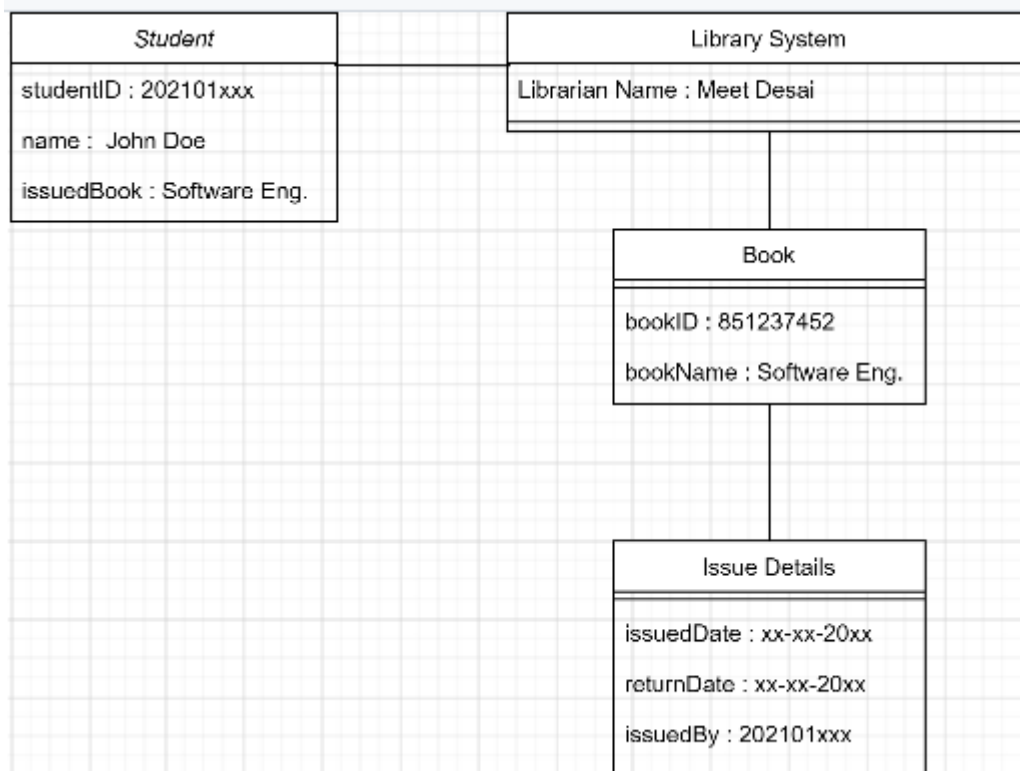 Student
studentID : 202101xxx
name : John Doe
issuedBook : Software Eng.
Library System
Librarian Name : Meet Desai
Book
bookID : 851237452
bookName : Software Eng.
Issue Details
issuedDate : xx-xx-20xx
returnDate : xx-xx-20xx
issuedBy : 202101xxx